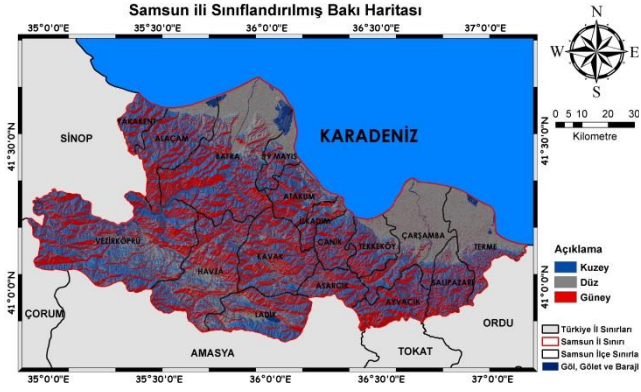 Samsun ili Sınıflandırılmış Bakı Haritası
35°0'0"E 35°30'0"E 36°0'0"E 36°30'0"E 37°0'0"E
N
W E
S
0 5 10 20 30
Kilometre
41°30'0"N
41°0'0"N
41°30'0"N
41°0'0"N
SİNOP
KARADENİZ
YAKAKENT
ALAÇAM
BAFRA
19 MAYIS
ATAKUM
İLKADIM
CANİK
TEKKEKÖY
ÇARŞAMBA
TERME
VEZİRKÖPRÜ
HAVZA
KAVAK
ASARCIK
SALIPAZARI
AYVACIK
LADİK
ÇORUM
AMASYA
TOKAT
ORDU
Açıklama
Kuzey
Düz
Güney
Türkiye İl Sınırları
Samsun İl Sınırı
Samsun İlçe Sınırla
Göl, Gölet ve Baraj
35°0'0"E 35°30'0"E 36°0'0"E 36°30'0"E 37°0'0"E